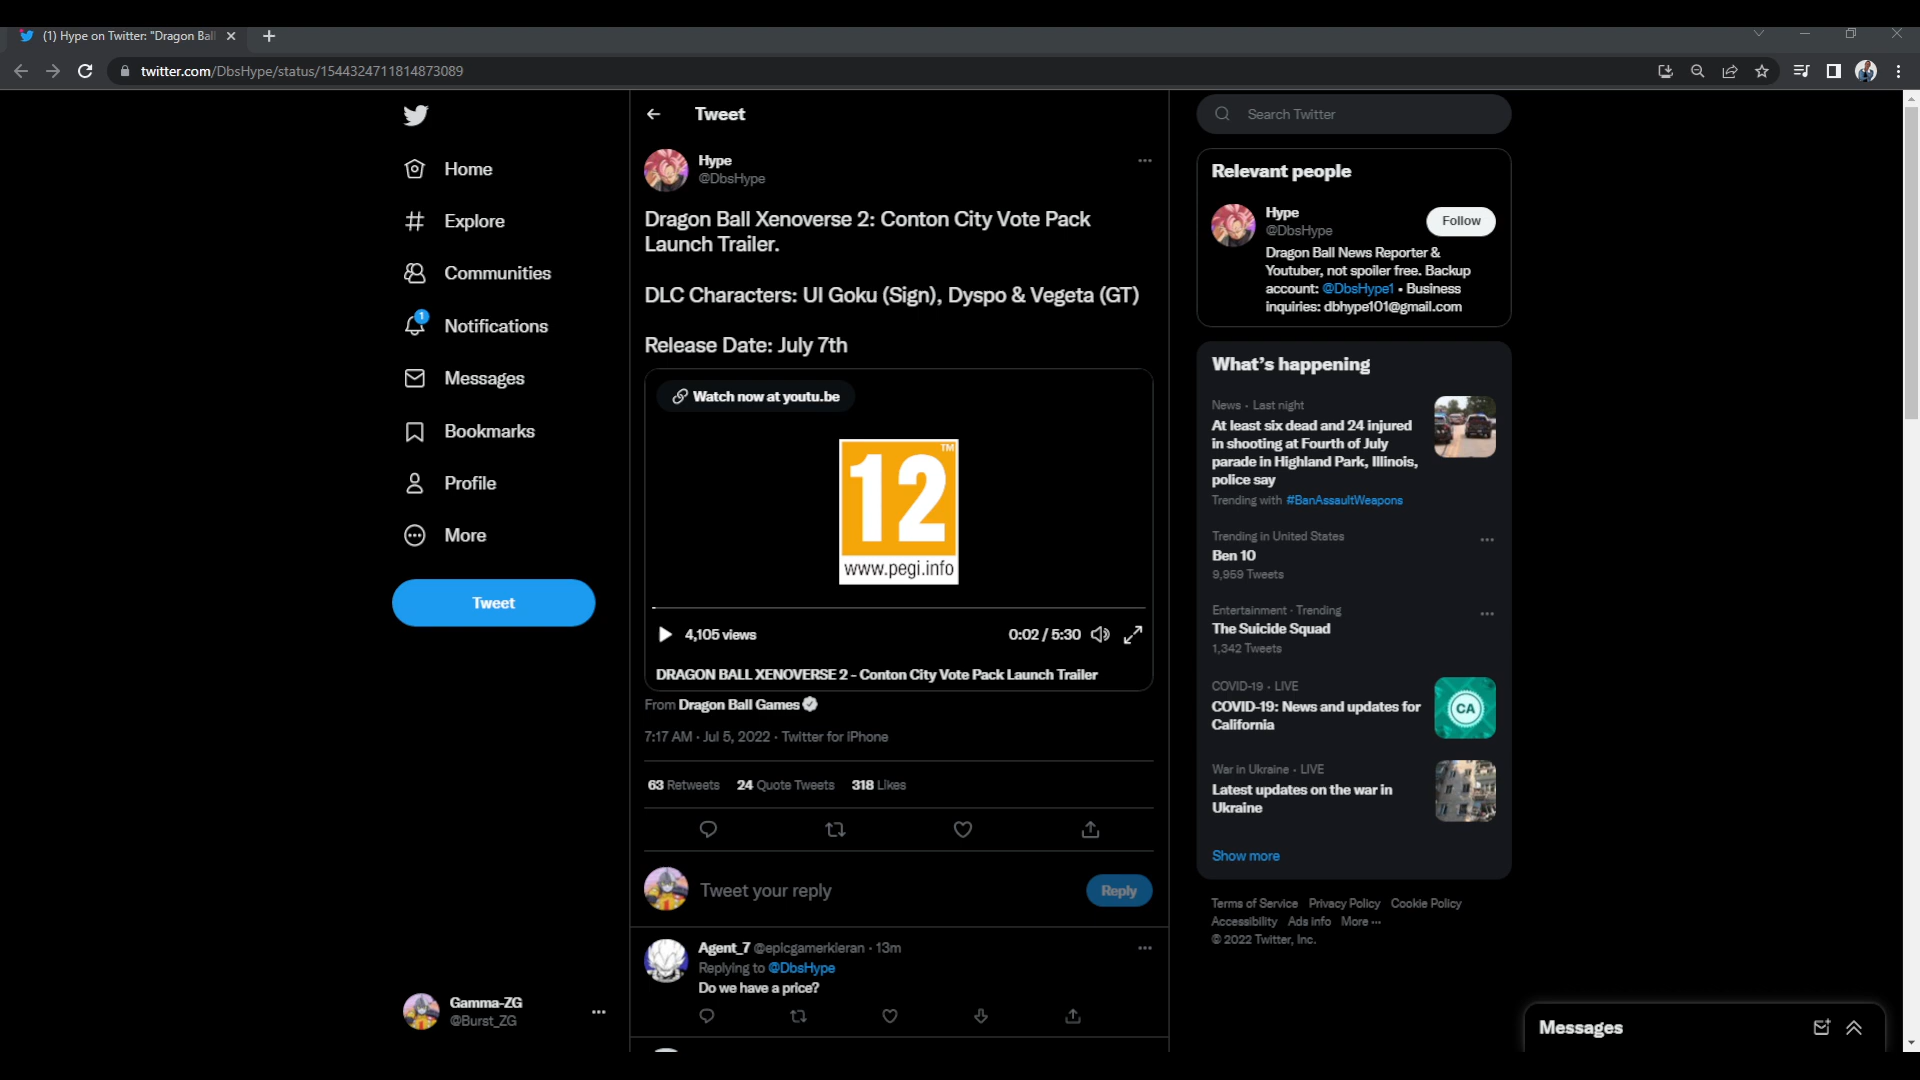 (1) Hype on Twitter: "Dragon Ball
twitter.com/DbsHype/status/1544324711814873089
Home
Explore
Communities
1
Notifications
Messages
Bookmarks
Profile
More
Tweet
Gamma-ZG
@Burst_ZG
Tweet
Hype
@DbsHype
Dragon Ball Xenoverse 2: Conton City Vote Pack
Launch Trailer.
DLC Characters: UI Goku (Sign), Dyspo & Vegeta (GT)
Release Date: July 7th
Watch now at youtu.be
12
TM
www.pegi.info
4,105 views
0:02 / 5:30
DRAGON BALL XENOVERSE 2 - Conton City Vote Pack Launch Trailer
From Dragon Ball Games
7:17 AM · Jul 5, 2022 · Twitter for iPhone
63 Retweets 24 Quote Tweets 318 Likes
Tweet your reply
Reply
Agent_7 @epicgamerkieran · 13m
Replying to @DbsHype
Do we have a price?
Search Twitter
Relevant people
Hype
@DbsHype
Follow
Dragon Ball News Reporter &
Youtuber, not spoiler free. Backup
account: @DbsHype1 • Business
inquiries: dbhype101@gmail.com
What's happening
News · Last night
At least six dead and 24 injured
in shooting at Fourth of July
parade in Highland Park, Illinois,
police say
Trending with #BanAssaultWeapons
Trending in United States
Ben 10
9,959 Tweets
Entertainment · Trending
The Suicide Squad
1,342 Tweets
COVID-19 · LIVE
COVID-19: News and updates for
California
CA
War in Ukraine · LIVE
Latest updates on the war in
Ukraine
Show more
Terms of Service Privacy Policy Cookie Policy
Accessibility Ads info More ···
© 2022 Twitter, Inc.
Messages